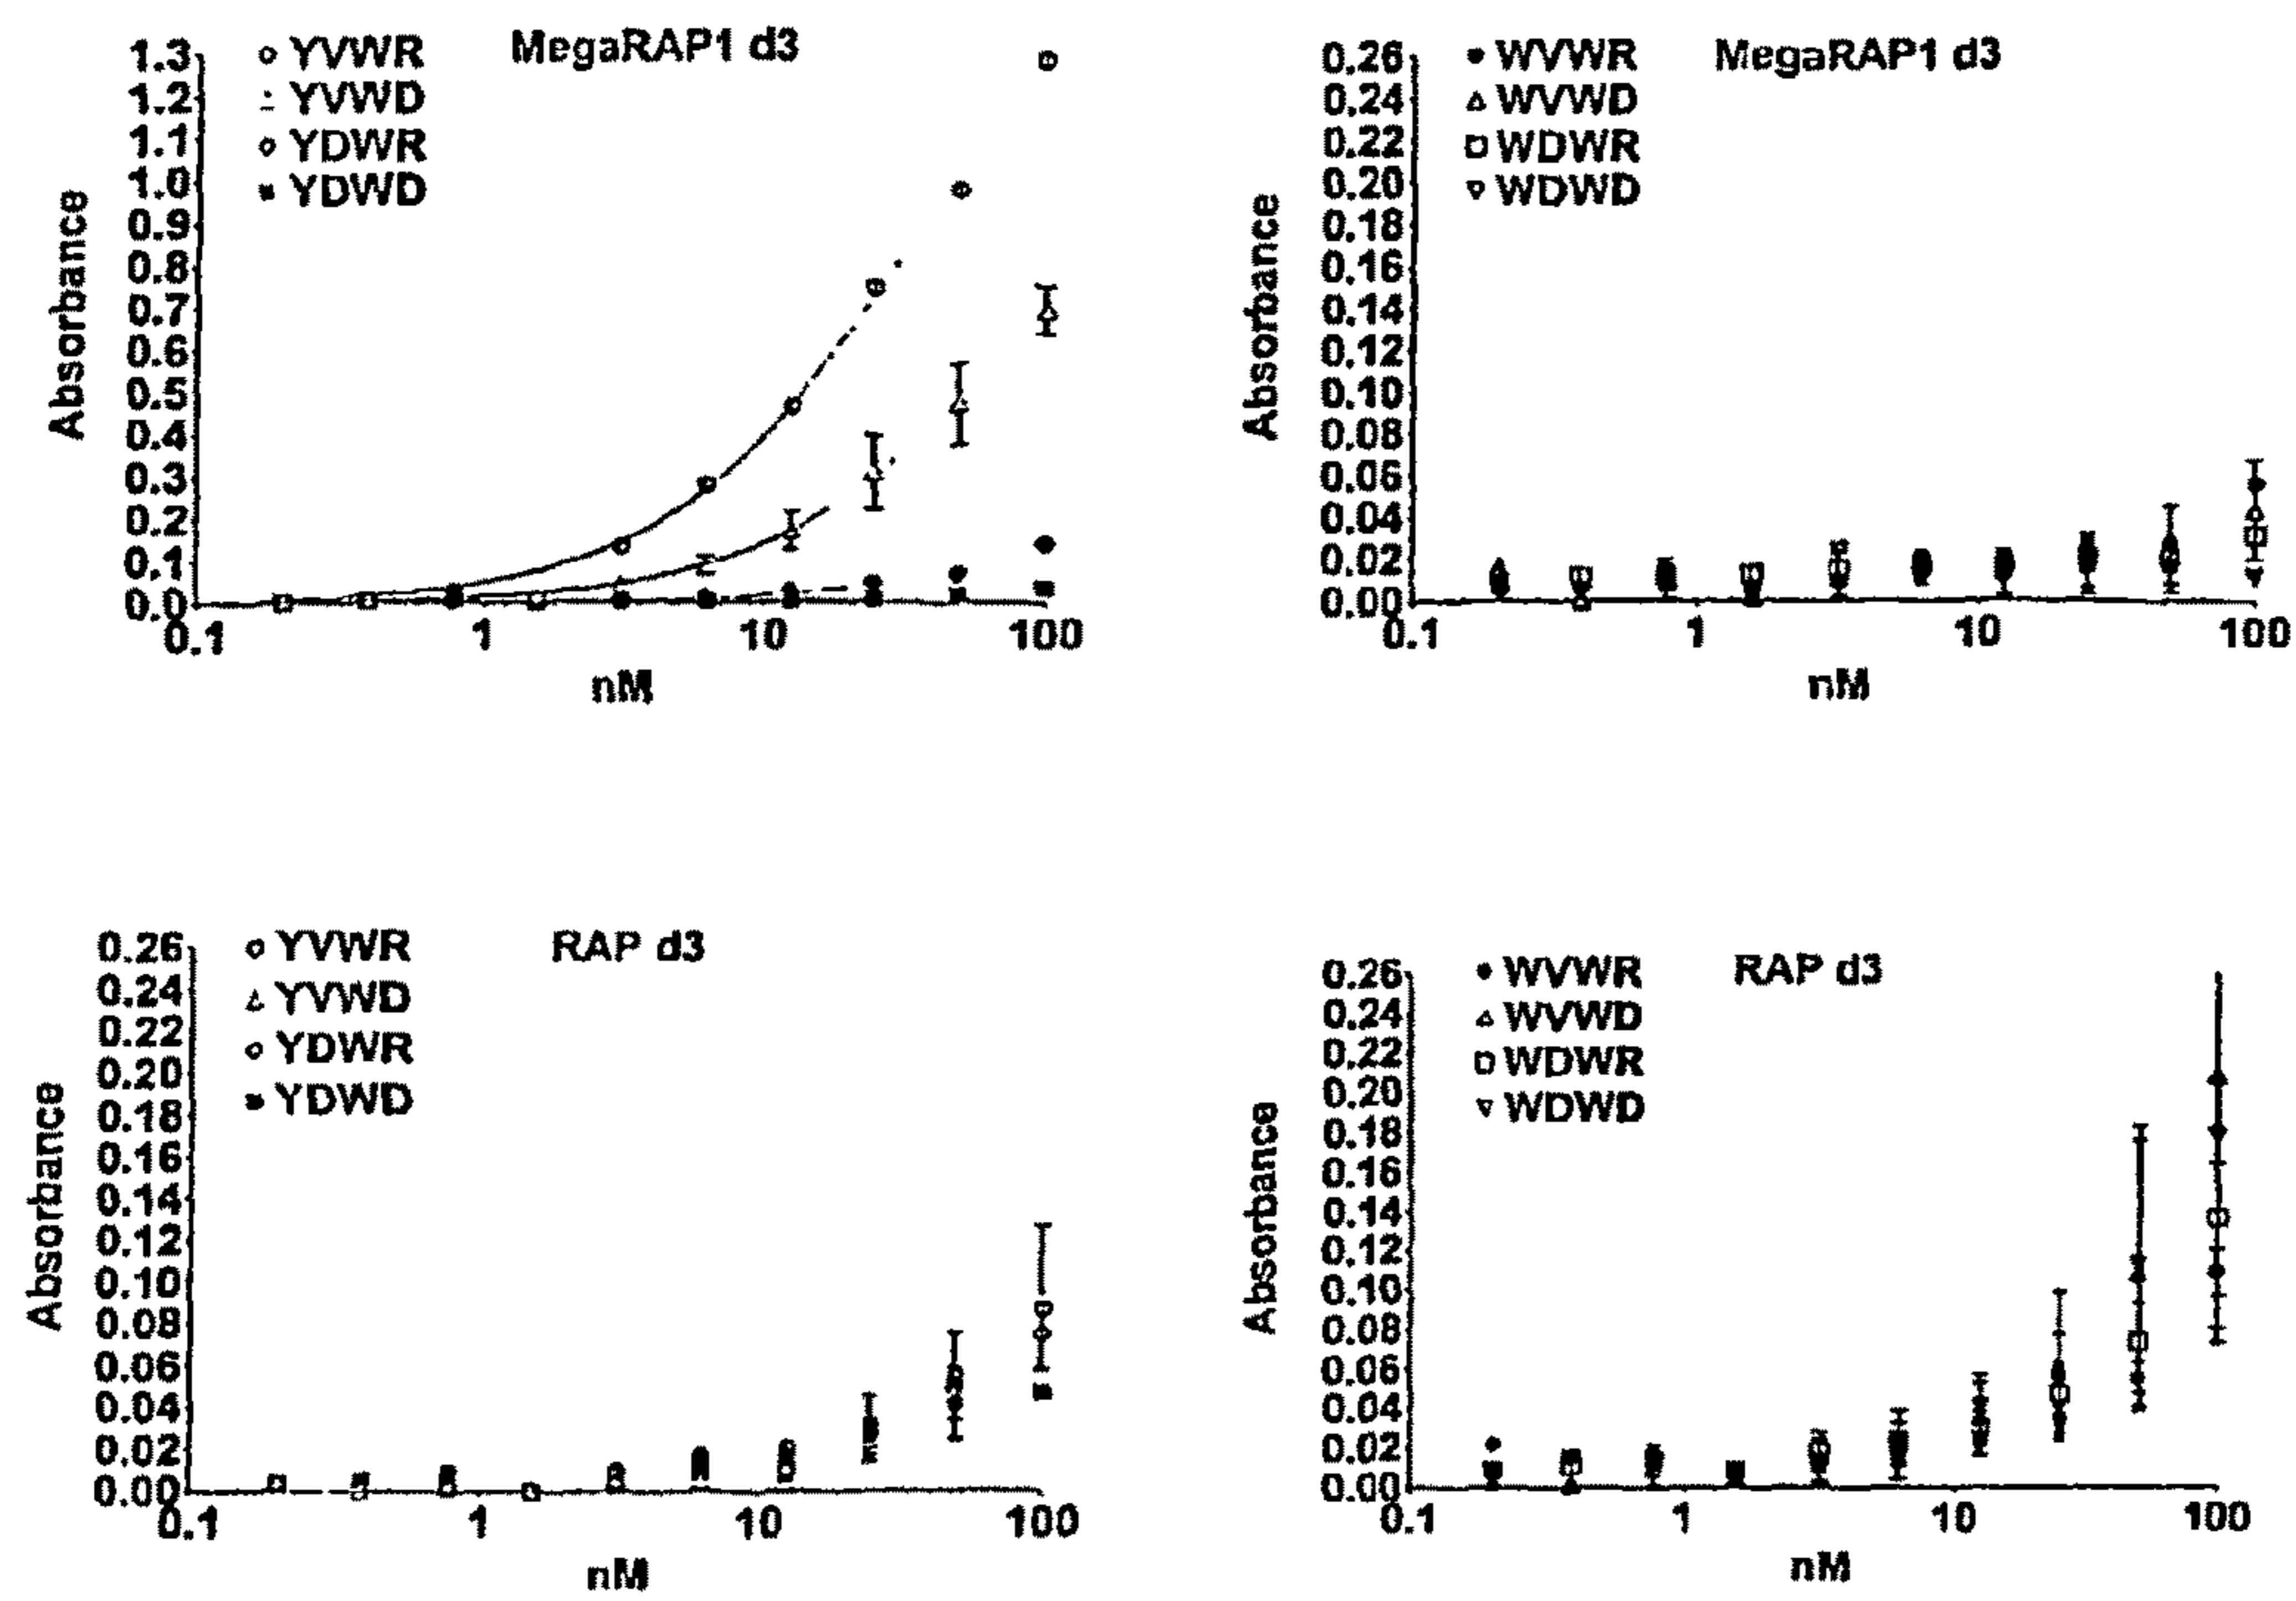 MegaRAP1 d3
YVWR
YVWD
YDWR
YDWD
Absorbance
1.3
1.2
1.1
1.0
0.9
0.8
0.7
0.6
0.5
0.4
0.3
0.2
0.1
0.0
0.1 1 10 100
nM
MegaRAP1 d3
WVWR
WVWD
WDWR
WDWD
Absorbance
0.26
0.24
0.22
0.20
0.18
0.16
0.14
0.12
0.10
0.08
0.06
0.04
0.02
0.00
0.1 1 10 100
nM
RAP d3
YVWR
YVWD
YDWR
YDWD
Absorbance
0.26
0.24
0.22
0.20
0.18
0.16
0.14
0.12
0.10
0.08
0.06
0.04
0.02
0.00
0.1 1 10 100
nM
RAP d3
WVWR
WVWD
WDWR
WDWD
Absorbance
0.26
0.24
0.22
0.20
0.18
0.16
0.14
0.12
0.10
0.08
0.06
0.04
0.02
0.00
0.1 1 10 100
nM